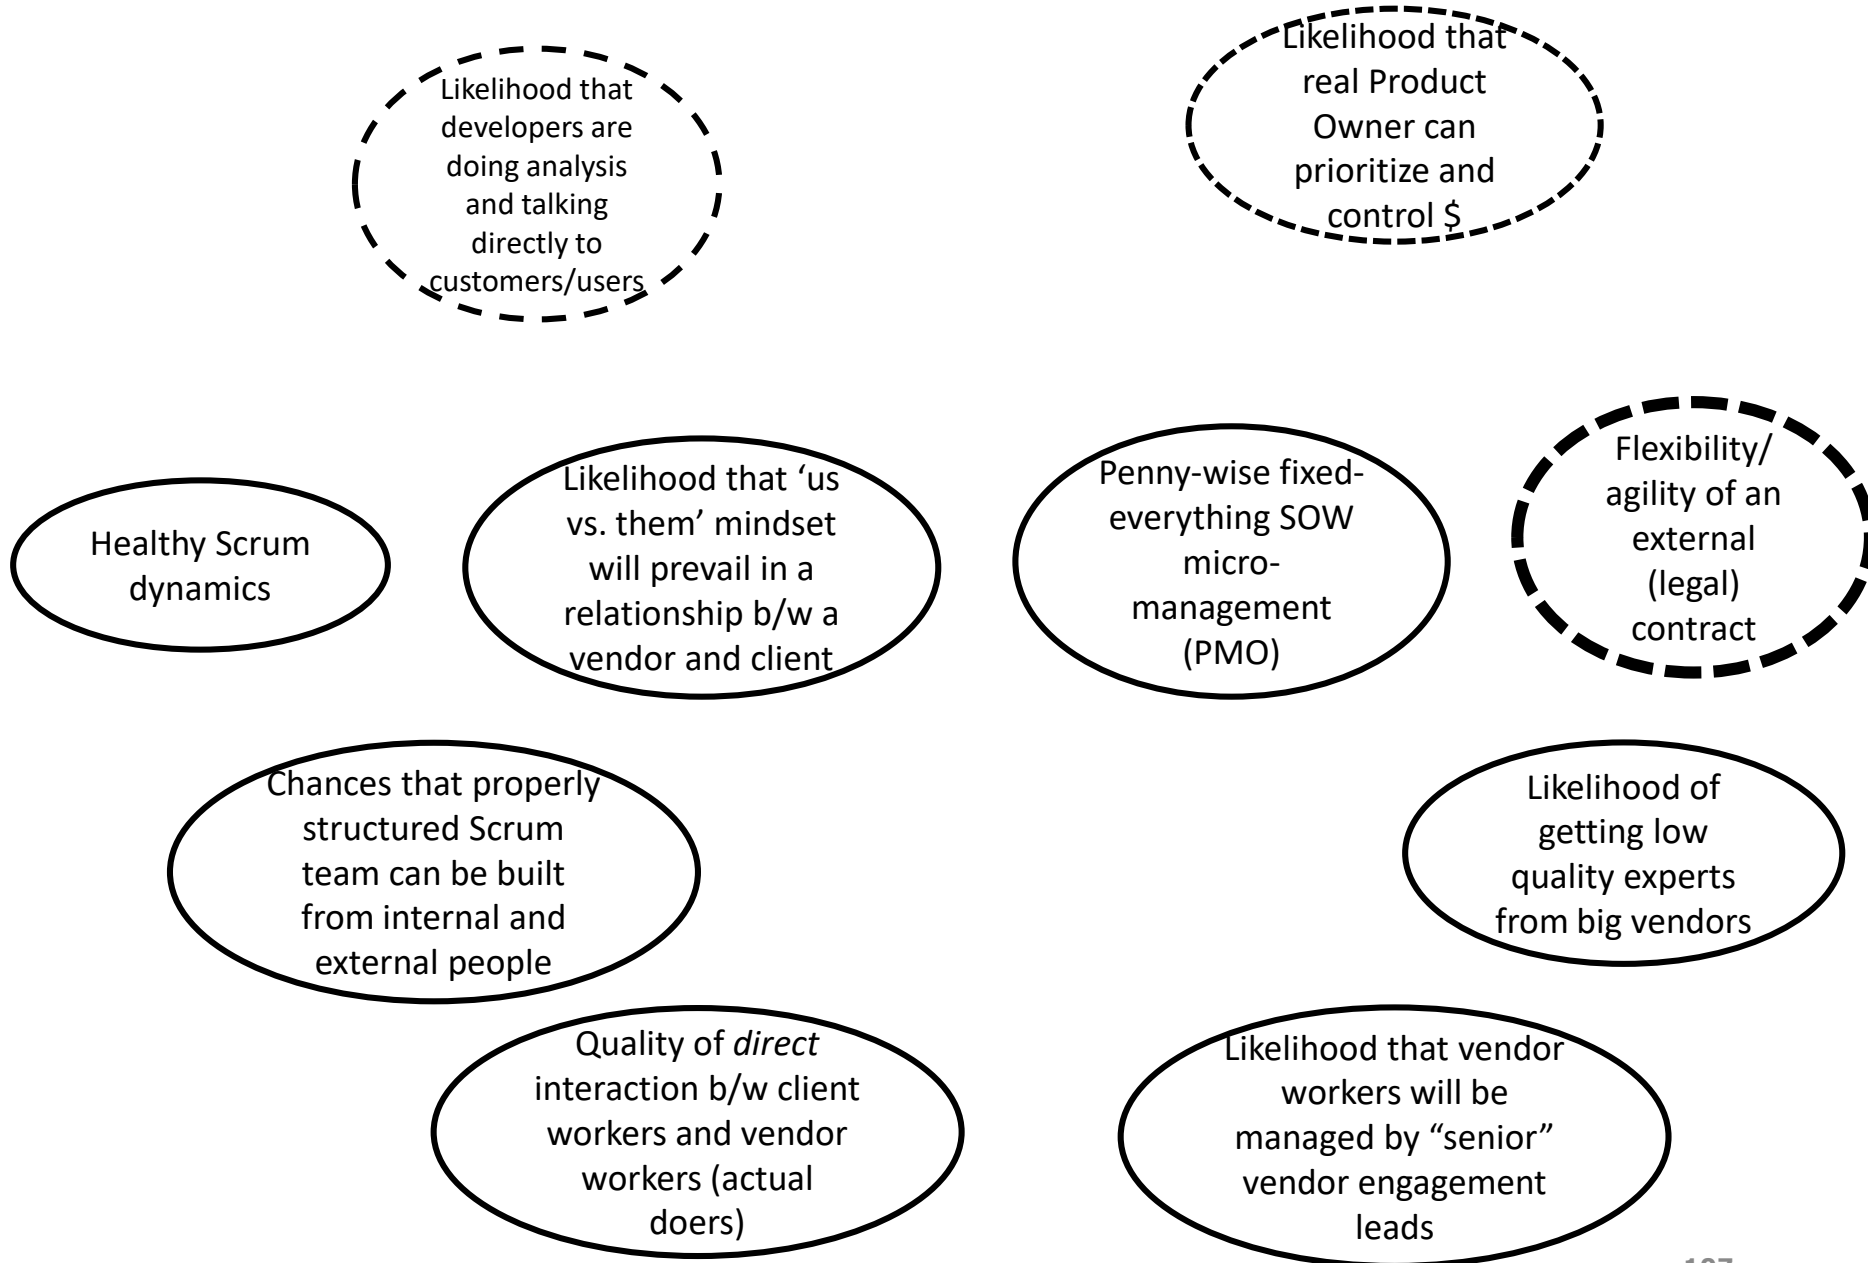 Likelihood that
developers are
doing analysis
and talking
directly to
customers/users
Likelihood that
real Product
Owner can
prioritize and
control $
Healthy Scrum
dynamics
Likelihood that ‘us
vs. them’ mindset
will prevail in a
relationship b/w a
vendor and client
Penny-wise fixed-
everything SOW
micro-
management
(PMO)
Flexibility/
agility of an
external
(legal)
contract
Chances that properly
structured Scrum
team can be built
from internal and
external people
Likelihood of
getting low
quality experts
from big vendors
Quality of direct
interaction b/w client
workers and vendor
workers (actual
doers)
Likelihood that vendor
workers will be
managed by “senior”
vendor engagement
leads